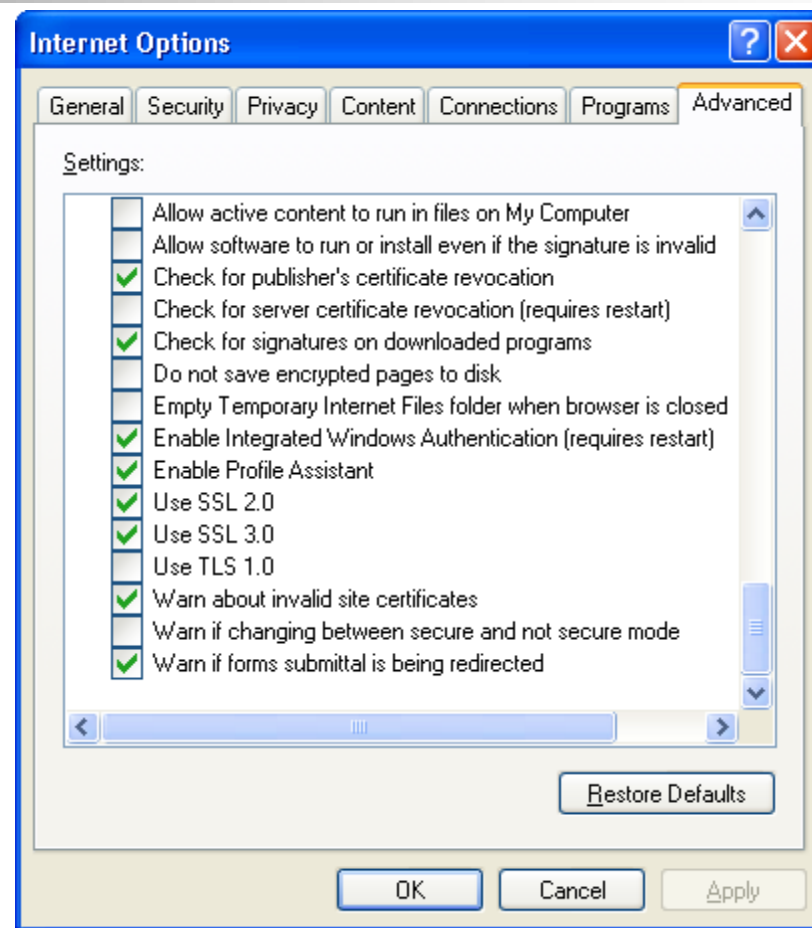 Internet Options
General Security Privacy Content Connections Programs Advanced
Settings:
Allow active content to run in files on My Computer
Allow software to run or install even if the signature is invalid
Check for publisher's certificate revocation
Check for server certificate revocation (requires restart)
Check for signatures on downloaded programs
Do not save encrypted pages to disk
Empty Temporary Internet Files folder when browser is closed
Enable Integrated Windows Authentication (requires restart)
Enable Profile Assistant
Use SSL 2.0
Use SSL 3.0
Use TLS 1.0
Warn about invalid site certificates
Warn if changing between secure and not secure mode
Warn if forms submittal is being redirected
Restore Defaults
OK Cancel Apply